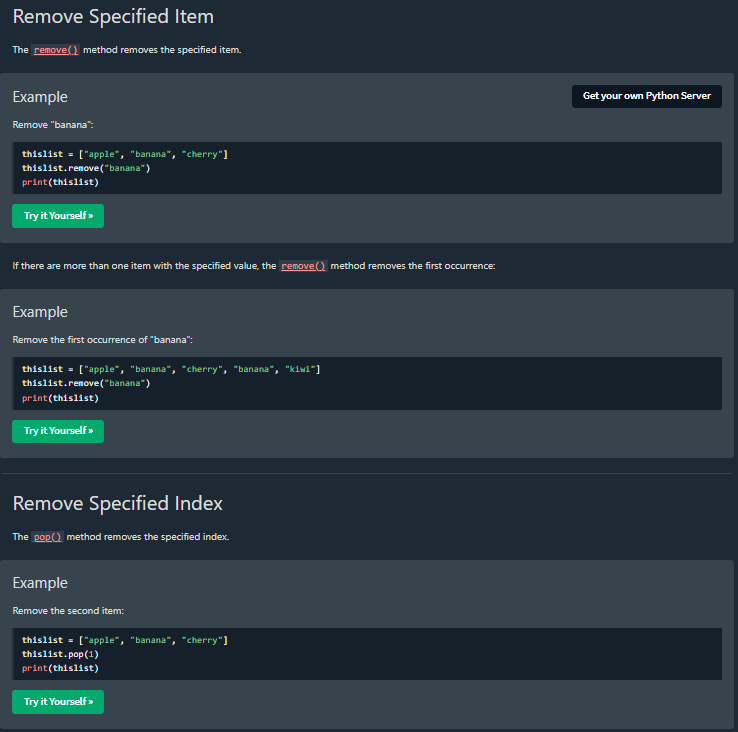 Remove Specified Item
The remove() method removes the specified item.
Example
Get your own Python Server
Remove "banana":
thislist = ["apple", "banana", "cherry"]
thislist.remove("banana")
print(thislist)
Try it Yourself »
If there are more than one item with the specified value, the remove() method removes the first occurrence:
Example
Remove the first occurrence of "banana":
thislist = ["apple", "banana", "cherry", "banana", "kiwi"]
thislist.remove("banana")
print(thislist)
Try it Yourself »
Remove Specified Index
The pop() method removes the specified index.
Example
Remove the second item:
thislist = ["apple", "banana", "cherry"]
thislist.pop(1)
print(thislist)
Try it Yourself »